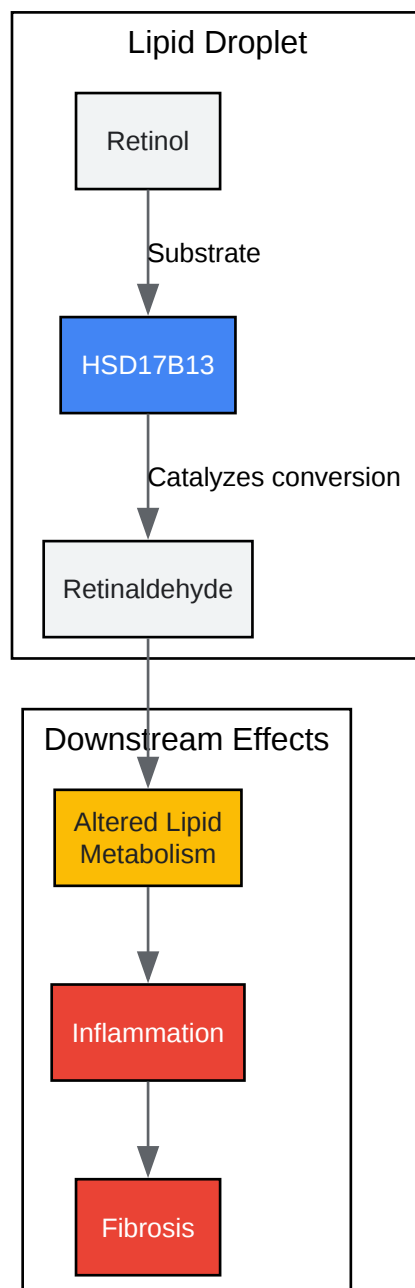 Lipid Droplet
Retinol
Substrate
HSD17B13
Catalyzes conversion
Retinaldehyde
Downstream Effects
Altered Lipid
Metabolism
Inflammation
Fibrosis